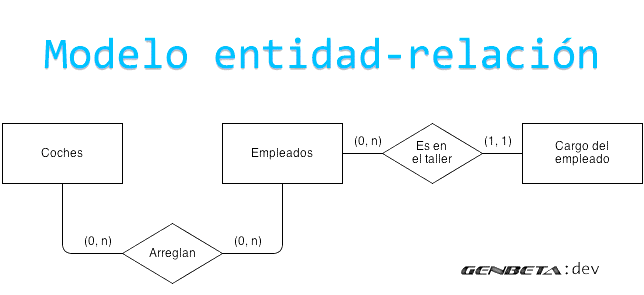 Modelo entidad-relación
Coches
Empleados
(0, n)
Es en
el taller
(1, 1)
Cargo del
empleado
(0, n)
Arreglan
(0, n)
GENBETA:dev